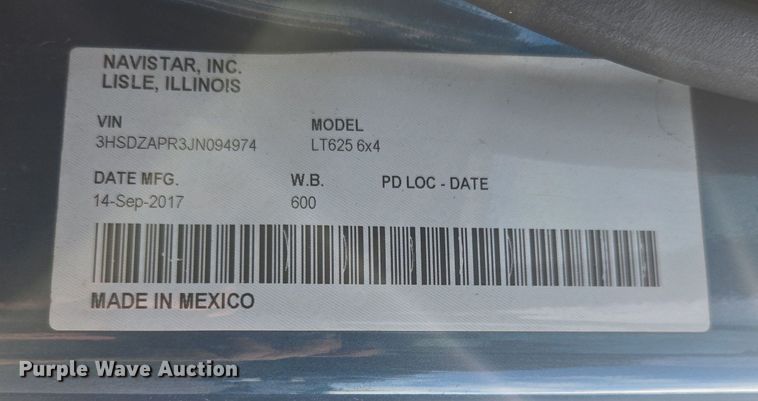 NAVISTAR, INC.
LISLE, ILLINOIS
VIN MODEL
3HSDZAPR3JN094974 LT625 6x4
DATE MFG. W.B. PD LOC - DATE
14-Sep-2017 600
MADE IN MEXICO
Purple Wave Auction